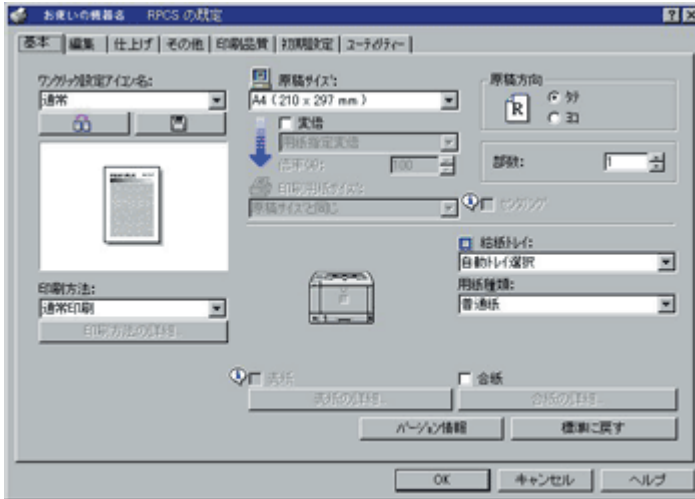 お使いの機器名 RPCS の既定
基本 編集 仕上げ その他 印刷品質 初期設定 ユーティリティー
ワンクリック設定アイコン名:
通常
印刷方法:
通常印刷
印刷方法の詳細...
原稿サイズ:
A4 (210 x 297 mm)
変倍
用紙指定変倍
倍率(%): 100
印刷用紙サイズ:
原稿サイズと同じ
原稿方向
R
タテ
ヨコ
部数: 1
センタリング
給紙トレイ:
自動トレイ選択
用紙種類:
普通紙
表紙
表紙の詳細...
合紙
合紙の詳細...
バージョン情報
標準に戻す
OK キャンセル ヘルプ